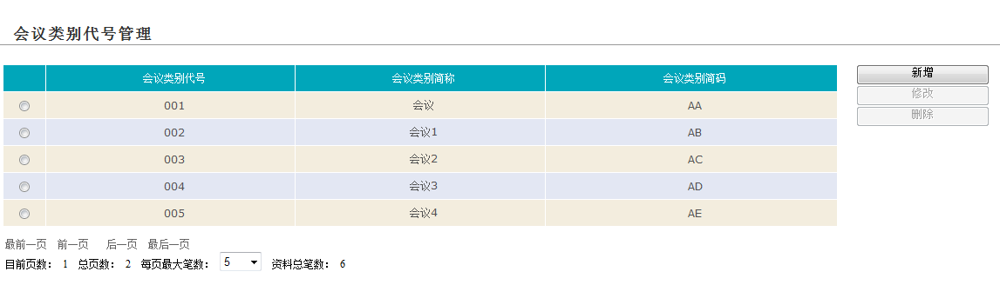 会议类别代号管理
会议类别代号 会议类别简称 会议类别简码
001 会议 AA
002 会议1 AB
003 会议2 AC
004 会议3 AD
005 会议4 AE
新增
修改
删除
最前一页 前一页 后一页 最后一页
目前页数： 1 总页数： 2 每页最大笔数： 5 资料总笔数： 6